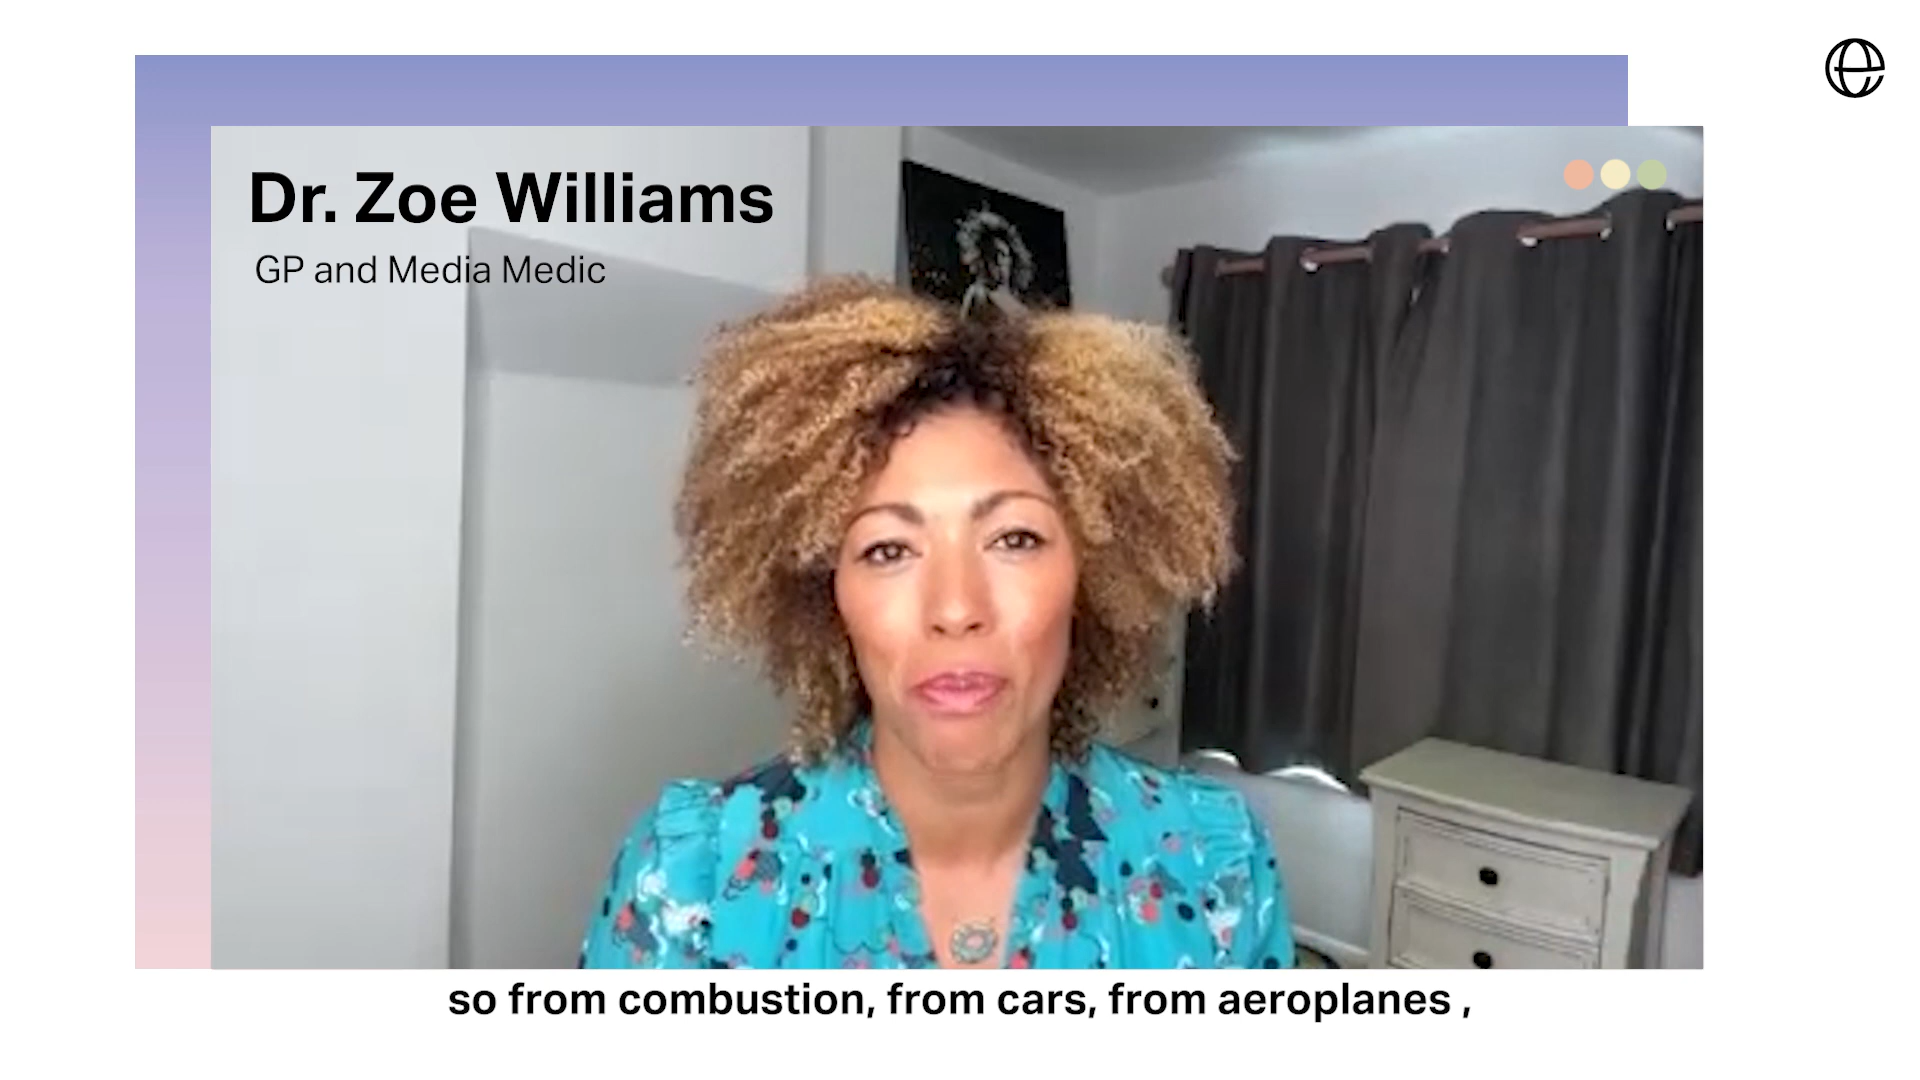 Dr. Zoe Williams
GP and Media Medic
so from combustion, from cars, from aeroplanes ,